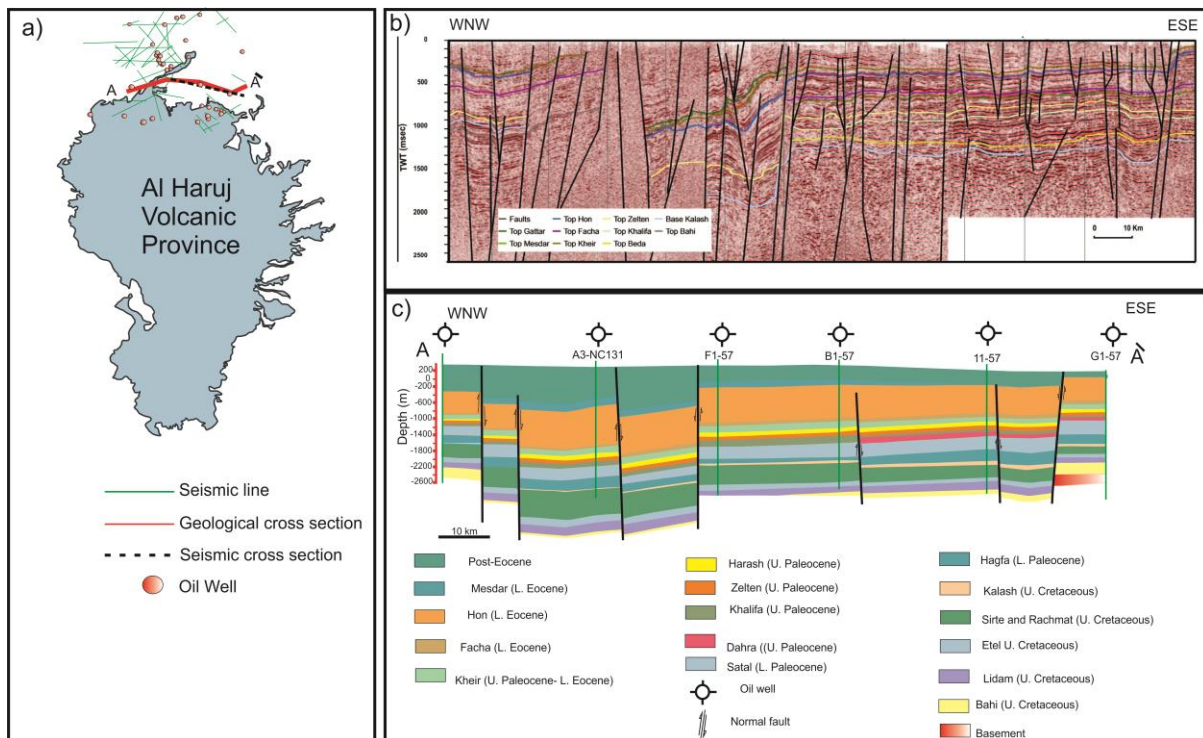 a)
A
A
Al Haruj
Volcanic
Province
Seismic line
Geological cross section
Seismic cross section
Oil Well
b)
WNW
ESE
TWT (msec)
0
500
1000
1500
2000
2500
Faults
Top Hon
Top Zelten
Base Kalash
Top Gattar
Top Facha
Top Khalifa
Top Bahi
Top Mesdar
Top Kheir
Top Beda
0 10 Km
c)
WNW
ESE
A
A3-NC131
F1-57
B1-57
11-57
G1-57
A
Depth (m)
200
0
-200
-600
-1000
-1400
-1800
-2200
-2600
10 km
Post-Eocene
Mesdar (L. Eocene)
Hon (L. Eocene)
Facha (L. Eocene)
Kheir (U. Paleocene- L. Eocene)
Harash (U. Paleocene)
Zelten (U. Paleocene)
Khalifa (U. Paleocene)
Dahra ((U. Paleocene)
Satal (L. Paleocene)
Oil well
Normal fault
Hagfa (L. Paleocene)
Kalash (U. Cretaceous)
Sirte and Rachmat (U. Cretaceous)
Etel U. Cretaceous)
Lidam (U. Cretaceous)
Bahi (U. Cretaceous)
Basement